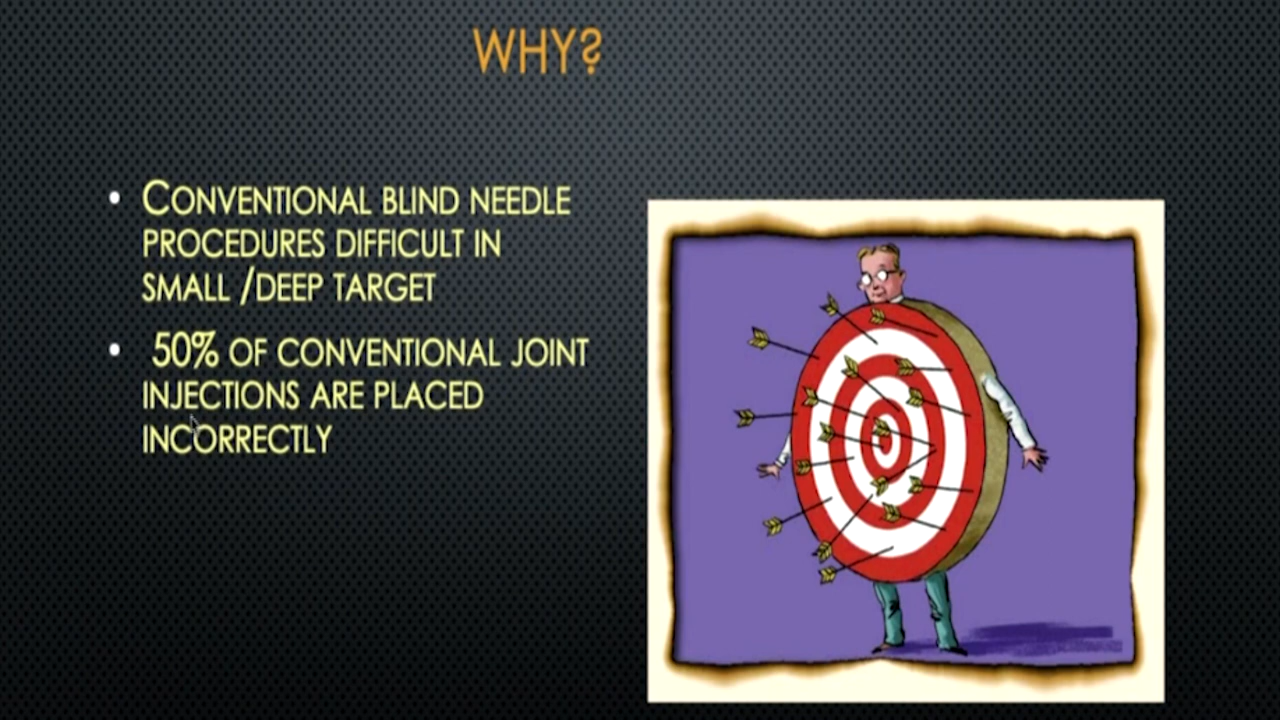 WHY?
• CONVENTIONAL BLIND NEEDLE
PROCEDURES DIFFICULT IN
SMALL /DEEP TARGET
• 50% OF CONVENTIONAL JOINT
INJECTIONS ARE PLACED
INCORRECTLY